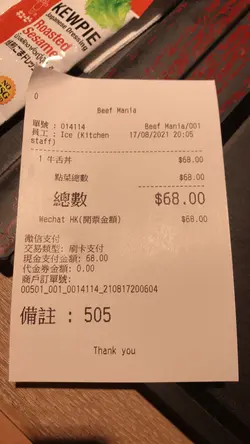 KEWPIE
Japanese Dressing
Roasted
Sesame
0
Beef Mania
單號 : 014114 Beef Mania/001
員工 : Ice (Kitchen staff) 17/08/2021 20:05
1 牛舌丼 $68.00
點菜總數 $68.00
總數 $68.00
Wechat HK(開票金額) $68.00
微信支付
交易類型: 刷卡支付
現金支付金額: 68.00
代金券金額: 0.00
商戶訂單號:
00501_001_0014114_210817200604
備註 : 505
Thank you